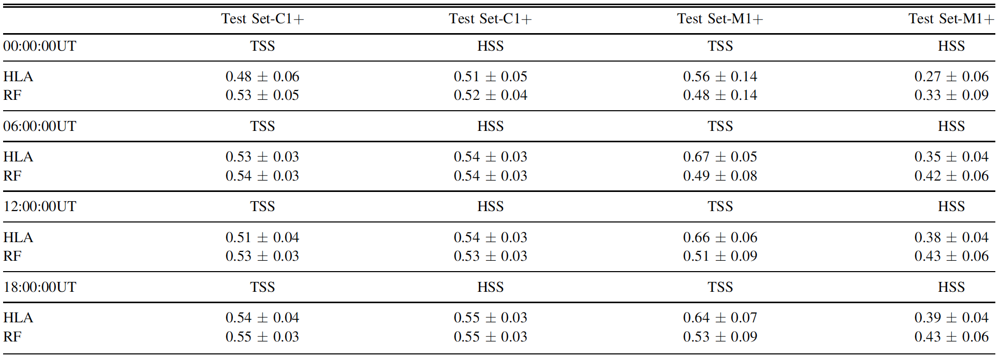 Test Set-C1+ Test Set-C1+ Test Set-M1+ Test Set-M1+
00:00:00UT TSS HSS TSS HSS
HLA 0.48 ± 0.06 0.51 ± 0.05 0.56 ± 0.14 0.27 ± 0.06
RF 0.53 ± 0.05 0.52 ± 0.04 0.48 ± 0.14 0.33 ± 0.09
06:00:00UT TSS HSS TSS HSS
HLA 0.53 ± 0.03 0.54 ± 0.03 0.67 ± 0.05 0.35 ± 0.04
RF 0.54 ± 0.03 0.54 ± 0.03 0.49 ± 0.08 0.42 ± 0.06
12:00:00UT TSS HSS TSS HSS
HLA 0.51 ± 0.04 0.54 ± 0.03 0.66 ± 0.06 0.38 ± 0.04
RF 0.53 ± 0.03 0.53 ± 0.03 0.51 ± 0.09 0.43 ± 0.06
18:00:00UT TSS HSS TSS HSS
HLA 0.54 ± 0.04 0.55 ± 0.03 0.64 ± 0.07 0.39 ± 0.04
RF 0.55 ± 0.03 0.55 ± 0.03 0.53 ± 0.09 0.43 ± 0.06